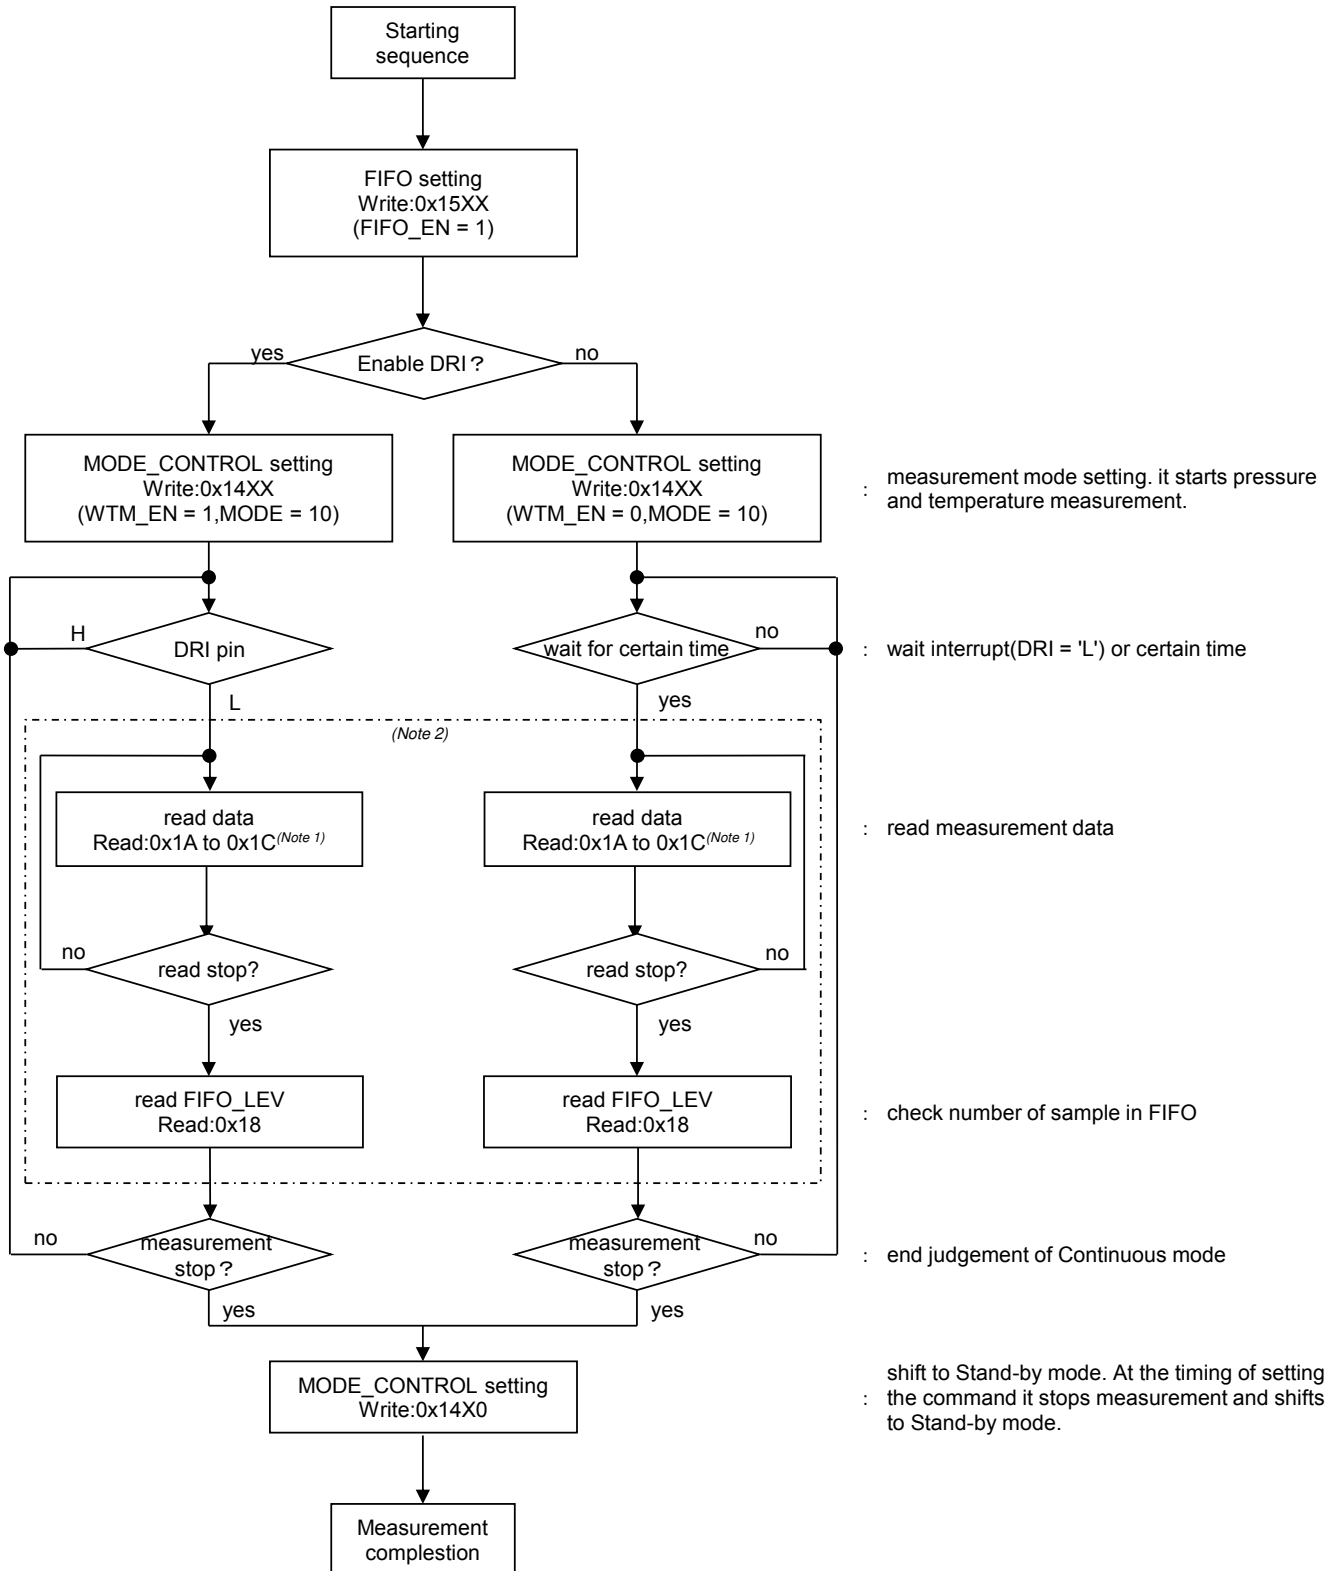 Starting
sequence
FIFO setting
Write:0x15XX
(FIFO_EN = 1)
yes
Enable DRI？
no
MODE_CONTROL setting
Write:0x14XX
(WTM_EN = 1,MODE = 10)
MODE_CONTROL setting
Write:0x14XX
(WTM_EN = 0,MODE = 10)
: measurement mode setting. it starts pressure
and temperature measurement.
H
DRI pin
L
wait for certain time
no
yes
: wait interrupt(DRI = 'L') or certain time
(Note 2)
read data
Read:0x1A to 0x1C(Note 1)
read data
Read:0x1A to 0x1C(Note 1)
: read measurement data
no
read stop?
yes
read stop?
no
yes
read FIFO_LEV
Read:0x18
read FIFO_LEV
Read:0x18
: check number of sample in FIFO
no
measurement
stop？
yes
measurement
stop？
no
yes
: end judgement of Continuous mode
MODE_CONTROL setting
Write:0x14X0
shift to Stand-by mode. At the timing of setting
: the command it stops measurement and shifts
to Stand-by mode.
Measurement
complestion